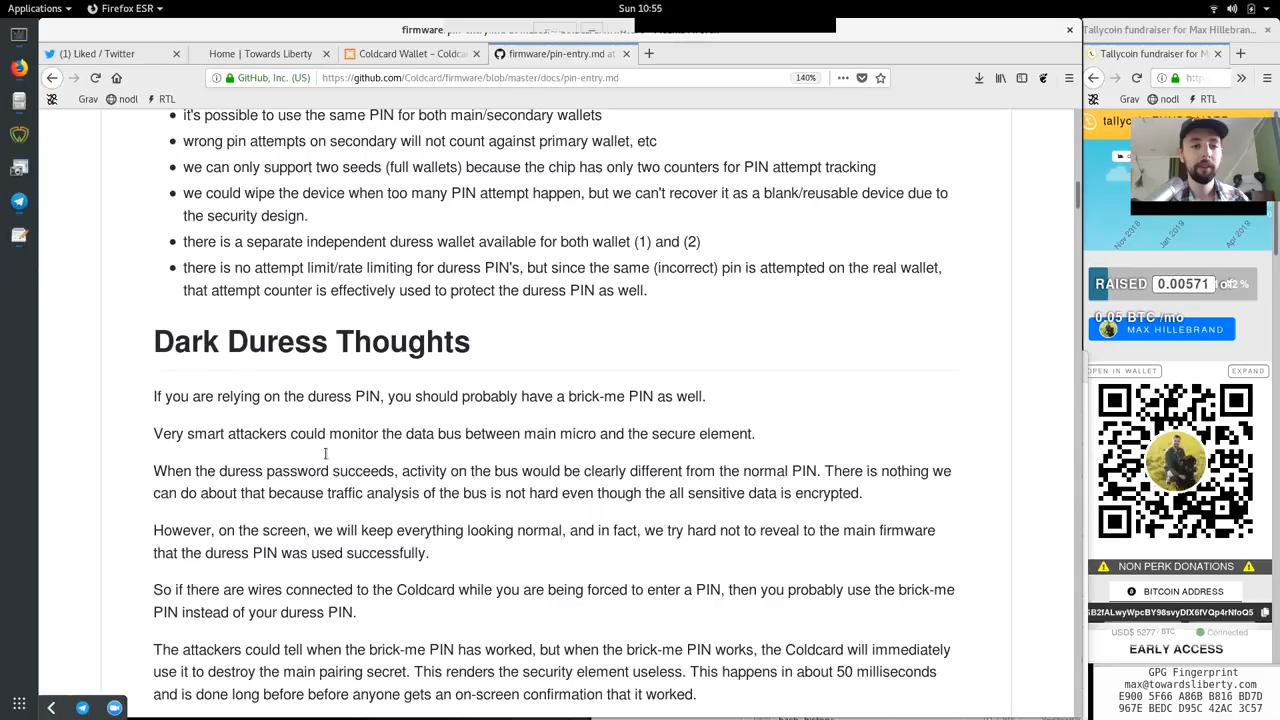 Applications
Firefox ESR
Sun 10:55
firmware
Tallycoin fundraiser for Max Hillebran…
(1) Liked / Twitter
Home | Towards Liberty
Coldcard Wallet – Coldca
firmware/pin-entry.md at
Tallycoin fundraiser for M
GitHub, Inc. (US)
https://github.com/Coldcard/firmware/blob/master/docs/pin-entry.md
140%
Grav
nodl
RTL
Grav
nodl
RTL
it's possible to use the same PIN for both main/secondary wallets
wrong pin attempts on secondary will not count against primary wallet, etc
we can only support two seeds (full wallets) because the chip has only two counters for PIN attempt tracking
we could wipe the device when too many PIN attempt happen, but we can't recover it as a blank/reusable device due to
the security design.
there is a separate independent duress wallet available for both wallet (1) and (2)
there is no attempt limit/rate limiting for duress PIN's, but since the same (incorrect) pin is attempted on the real wallet,
that attempt counter is effectively used to protect the duress PIN as well.
Dark Duress Thoughts
If you are relying on the duress PIN, you should probably have a brick-me PIN as well.
Very smart attackers could monitor the data bus between main micro and the secure element.
When the duress password succeeds, activity on the bus would be clearly different from the normal PIN. There is nothing we
can do about that because traffic analysis of the bus is not hard even though the all sensitive data is encrypted.
However, on the screen, we will keep everything looking normal, and in fact, we try hard not to reveal to the main firmware
that the duress PIN was used successfully.
So if there are wires connected to the Coldcard while you are being forced to enter a PIN, then you probably use the brick-me
PIN instead of your duress PIN.
The attackers could tell when the brick-me PIN has worked, but when the brick-me PIN works, the Coldcard will immediately
use it to destroy the main pairing secret. This renders the security element useless. This happens in about 50 milliseconds
and is done long before before anyone gets an on-screen confirmation that it worked.
tallyc
Nov 2018
Jan 2019
Apr 2019
RAISED 0.00571 of
0.05 BTC /mo
MAX HILLEBRAND
OPEN IN WALLET
EXPAND
NON PERK DONATIONS
BITCOIN ADDRESS
GB2fALwyWpcBY98svyDfX6fVQp4rNfoQ5
USD$ 5277 / BTC
Connected
EARLY ACCESS
GPG Fingerprint
max@towardsliberty.com
E900 5F66 A86B B816 BD7D
967E BEDC D95C 42AC 3C57